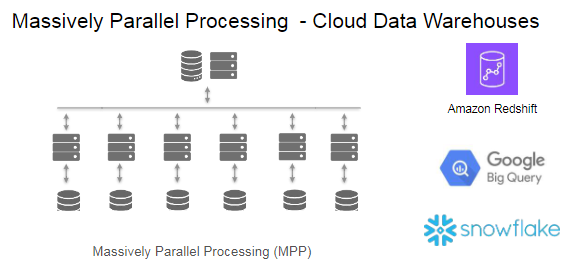 Massively Parallel Processing - Cloud Data Warehouses
Amazon Redshift
Google
Big Query
snowflake
Massively Parallel Processing (MPP)